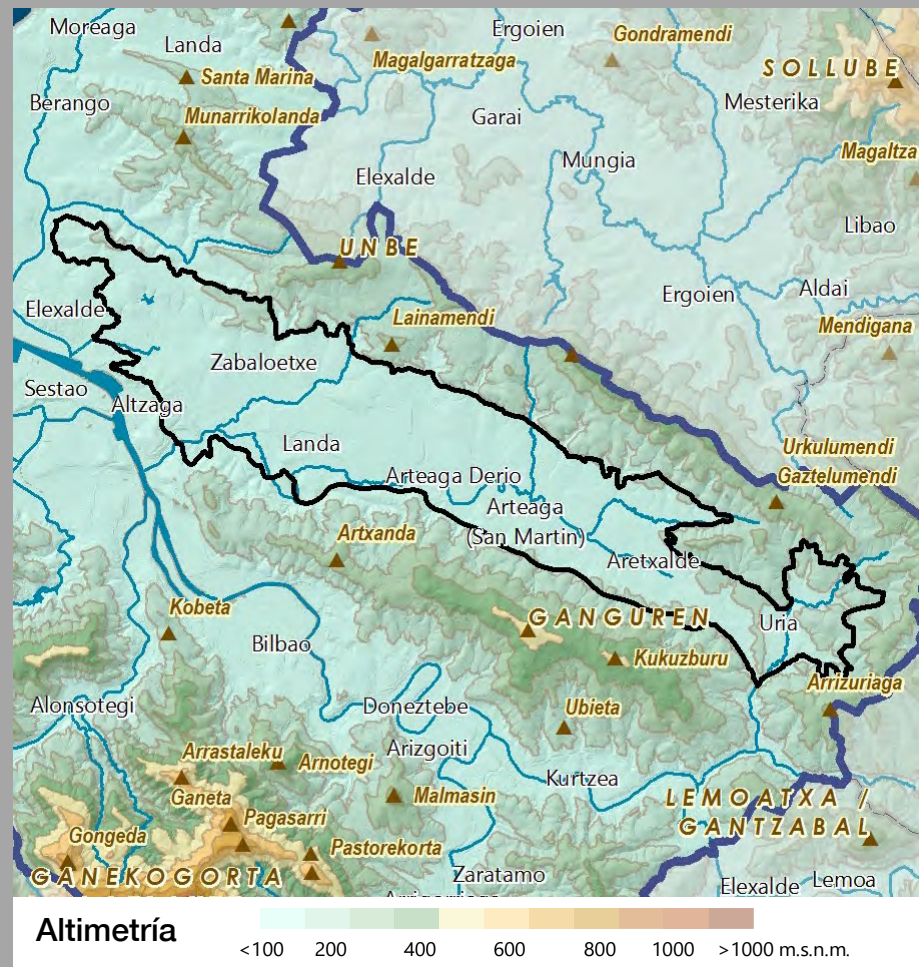 Moreaga
Landa
Ergoien
Gondramendi
Magalgarratzaga
SOLLUBE
Santa Marina
Berango
Munarrikolanda
Mesterika
Garai
Magaltza
Mungia
Elexalde
Libao
UNBE
Ergoien
Aldai
Elexalde
Lainamendi
Mendigana
Zabaloetxe
Sestao
Altzaga
Landa
Urkulumendi
Arteaga Derio
Gaztelumendi
Arteaga
(San Martin)
Artxanda
Aretxalde
Kobeta
GANGUREN
Uria
Bilbao
Kukuzburu
Arrizuriaga
Alonsotegi
Doneztebe
Ubieta
Arrastaleku
Arnotegi
Arizgoiti
Kurtzea
Ganeta
Malmasin
LEMOATXA /
GANTZABAL
Pagasarri
Gongeda
Pastorekorta
GANEKOGORTA
Zaratamo
Elexalde
Lemoa
Altimetría
<100 200 400 600 800 1000 >1000 m.s.n.m.